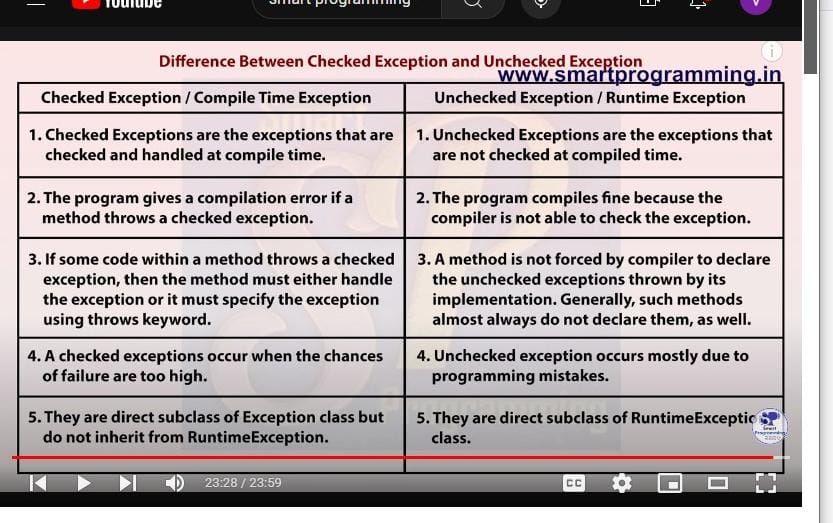 YouTube
smart programming
V
Difference Between Checked Exception and Unchecked Exception
www.smartprogramming.in
Checked Exception / Compile Time Exception
Unchecked Exception / Runtime Exception
1. Checked Exceptions are the exceptions that are
checked and handled at compile time.
1. Unchecked Exceptions are the exceptions that
are not checked at compiled time.
2. The program gives a compilation error if a
method throws a checked exception.
2. The program compiles fine because the
compiler is not able to check the exception.
3. If some code within a method throws a checked
exception, then the method must either handle
the exception or it must specify the exception
using throws keyword.
3. A method is not forced by compiler to declare
the unchecked exceptions thrown by its
implementation. Generally, such methods
almost always do not declare them, as well.
4. A checked exceptions occur when the chances
of failure are too high.
4. Unchecked exception occurs mostly due to
programming mistakes.
5. They are direct subclass of Exception class but
do not inherit from RuntimeException.
5. They are direct subclass of RuntimeExceptio
class.
Smart
Programming
23:28 / 23:59
CC